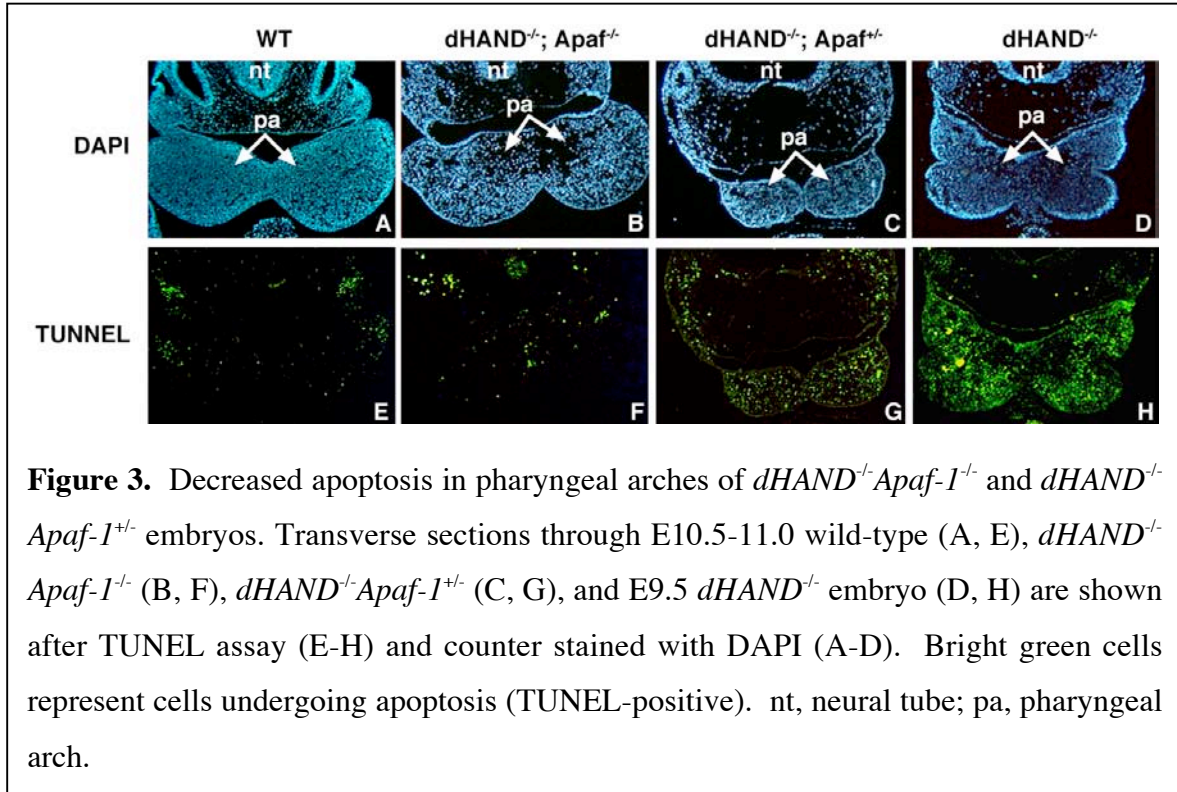 WT dHAND-/-; Apaf-/- dHAND-/-; Apaf+/- dHAND-/-
nt nt nt nt
pa pa pa pa
DAPI
A B C D
TUNNEL
E F G H
Figure 3. Decreased apoptosis in pharyngeal arches of dHAND-/-Apaf-1-/- and dHAND-/-
Apaf-1+/- embryos. Transverse sections through E10.5-11.0 wild-type (A, E), dHAND-/-
Apaf-1-/- (B, F), dHAND-/-Apaf-1+/- (C, G), and E9.5 dHAND-/- embryo (D, H) are shown
after TUNEL assay (E-H) and counter stained with DAPI (A-D). Bright green cells
represent cells undergoing apoptosis (TUNEL-positive). nt, neural tube; pa, pharyngeal
arch.